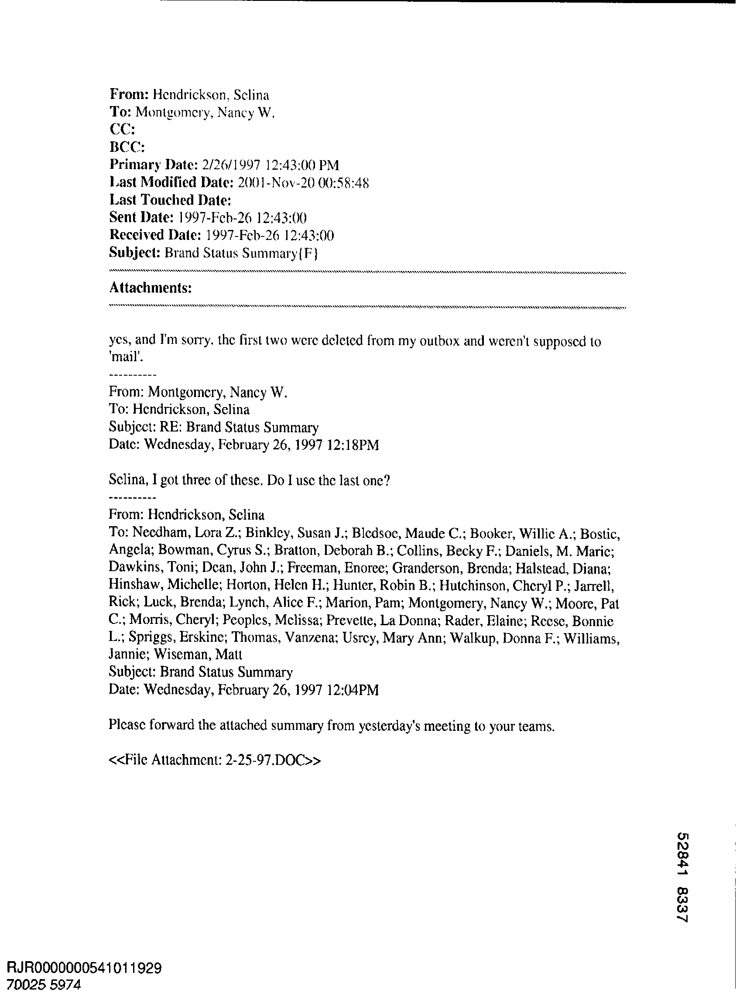 From: Hendrickson, Selina
To: Montgomery, Nancy W.
CC:
BCC:
Primary Date: 2/26/1997 12:43:00 PM
Last Modified Date: 2001-Nov-20 00:58:48
Last Touched Date:
Sent Date: 1997-Feb-26 12:43:00
Received Date: 1997-Feb-26 12:43:00
Subject: Brand Status Summary{F}
Attachments:
yes, and I'm sorry. the first two were deleted from my outbox and weren't supposed to
'mail'.
----------
From: Montgomery, Nancy W.
To: Hendrickson, Selina
Subject: RE: Brand Status Summary
Date: Wednesday, February 26, 1997 12:18PM
Selina, I got three of these. Do I use the last one?
----------
From: Hendrickson, Selina
To: Needham, Lora Z.; Binkley, Susan J.; Bledsoe, Maude C.; Booker, Willie A.; Bostic,
Angela; Bowman, Cyrus S.; Bratton, Deborah B.; Collins, Becky F.; Daniels, M. Marie;
Dawkins, Toni; Dean, John J.; Freeman, Enoree; Granderson, Brenda; Halstead, Diana;
Hinshaw, Michelle; Horton, Helen H.; Hunter, Robin B.; Hutchinson, Cheryl P.; Jarrell,
Rick; Luck, Brenda; Lynch, Alice F.; Marion, Pam; Montgomery, Nancy W.; Moore, Pat
C.; Morris, Cheryl; Peoples, Melissa; Prevette, La Donna; Rader, Elaine; Reese, Bonnie
L.; Spriggs, Erskine; Thomas, Vanzena; Usrey, Mary Ann; Walkup, Donna F.; Williams,
Jannie; Wiseman, Matt
Subject: Brand Status Summary
Date: Wednesday, February 26, 1997 12:04PM
Please forward the attached summary from yesterday's meeting to your teams.
<<File Attachment: 2-25-97.DOC>>
52841 8337
RJR0000000541011929
70025 5974